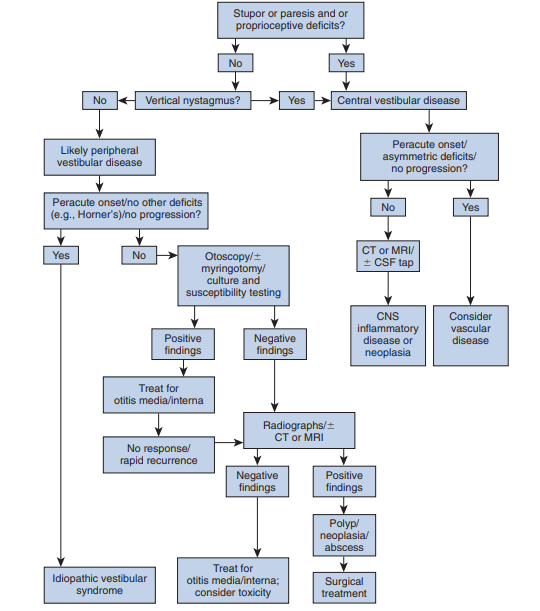 Stupor or paresis and or
proprioceptive deficits?
No
Yes
No
Vertical nystagmus?
Yes
Central vestibular disease
Likely peripheral
vestibular disease
Peracute onset/
asymmetric deficits/
no progression?
Peracute onset/no other deficits
(e.g., Horner's)/no progression?
No
Yes
Yes
No
Otoscopy/±
myringotomy/
culture and
susceptibility testing
CT or MRI/
± CSF tap
CNS
inflammatory
disease or
neoplasia
Consider
vascular
disease
Positive
findings
Negative
findings
Treat for
otitis media/interna
No response/
rapid recurrence
Radiographs/±
CT or MRI
Negative
findings
Positive
findings
Polyp/
neoplasia/
abscess
Idiopathic vestibular
syndrome
Treat for
otitis media/interna;
consider toxicity
Surgical
treatment